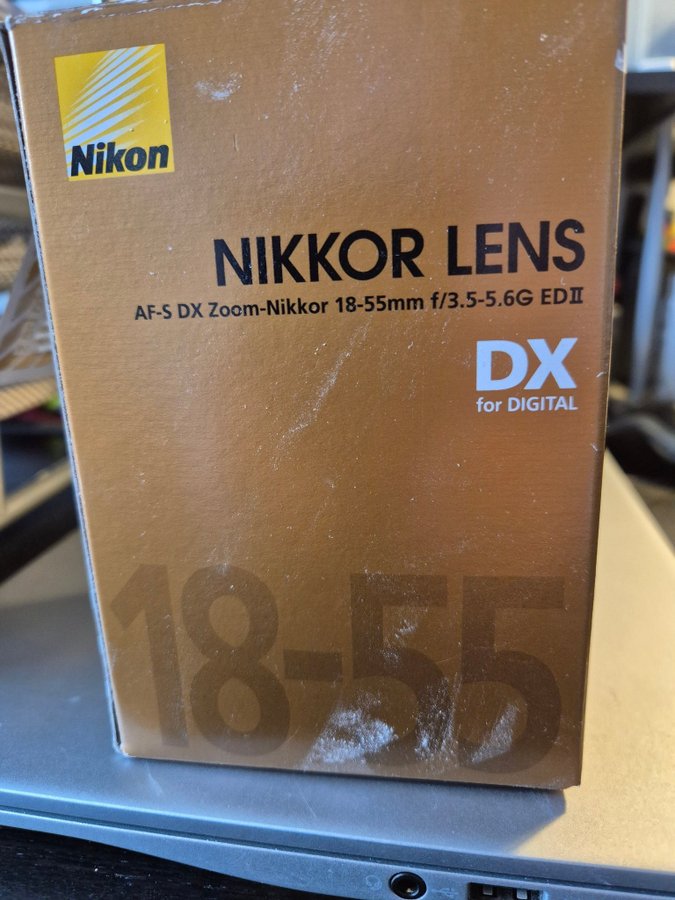 Nikon
NIKKOR LENS
AF-S DX Zoom-Nikkor 18-55mm f/3.5-5.6G EDⅡ
DX
for DIGITAL
18-55